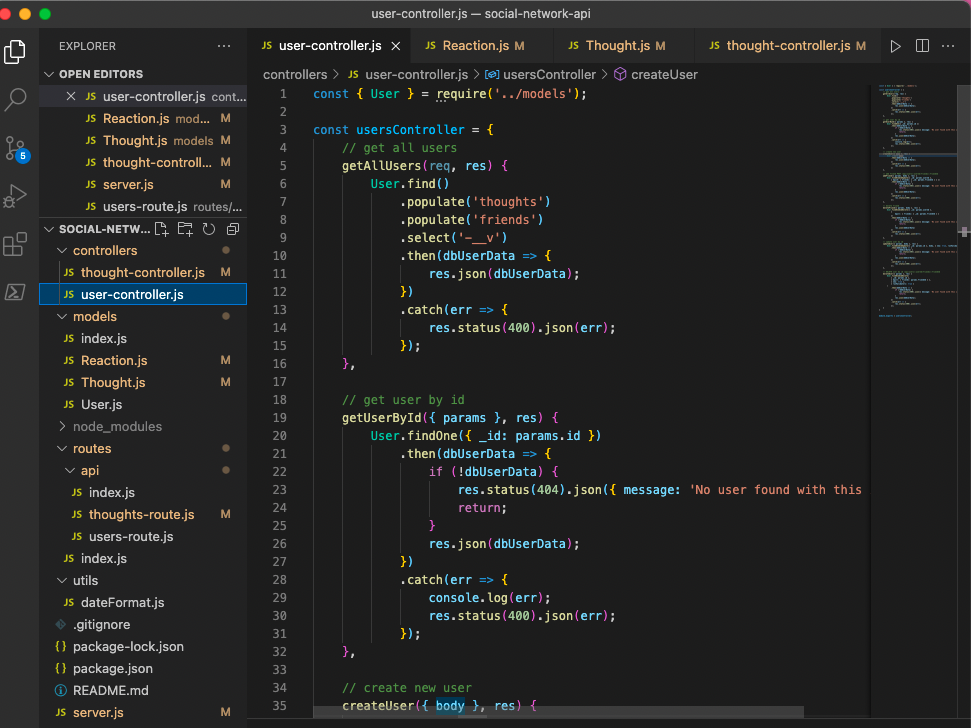 user-controller.js — social-network-api
EXPLORER
OPEN EDITORS
JS user-controller.js cont...
JS Reaction.js mod... M
JS Thought.js models M
JS thought-controll... M
JS server.js M
JS users-route.js routes/...
5
SOCIAL-NETW...
controllers
JS thought-controller.js M
JS user-controller.js
models
JS index.js
JS Reaction.js M
JS Thought.js M
JS User.js
node_modules
routes
api
JS index.js
JS thoughts-route.js M
JS users-route.js
JS index.js
utils
JS dateFormat.js
.gitignore
{} package-lock.json
{} package.json
README.md
JS server.js M
JS user-controller.js JS Reaction.js M JS Thought.js M JS thought-controller.js M
controllers > JS user-controller.js > usersController > createUser
1 const { User } = require('../models');
2
3 const usersController = {
4 // get all users
5 getAllUsers(req, res) {
6 User.find()
7 .populate('thoughts')
8 .populate('friends')
9 .select('-__v')
10 .then(dbUserData => {
11 res.json(dbUserData);
12 })
13 .catch(err => {
14 res.status(400).json(err);
15 });
16 },
17
18 // get user by id
19 getUserById({ params }, res) {
20 User.findOne({ _id: params.id })
21 .then(dbUserData => {
22 if (!dbUserData) {
23 res.status(404).json({ message: 'No user found with this
24 return;
25 }
26 res.json(dbUserData);
27 })
28 .catch(err => {
29 console.log(err);
30 res.status(400).json(err);
31 });
32 },
33
34 // create new user
35 createUser({ body }, res) {